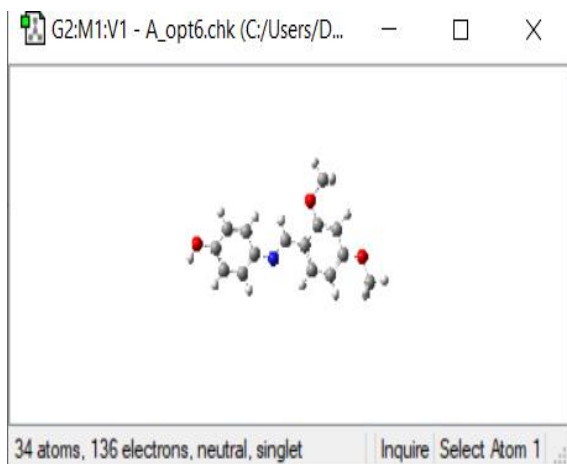 G2:M1:V1 - A_opt6.chk (C:/Users/D...
34 atoms, 136 electrons, neutral, singlet Inquire Select Atom 1